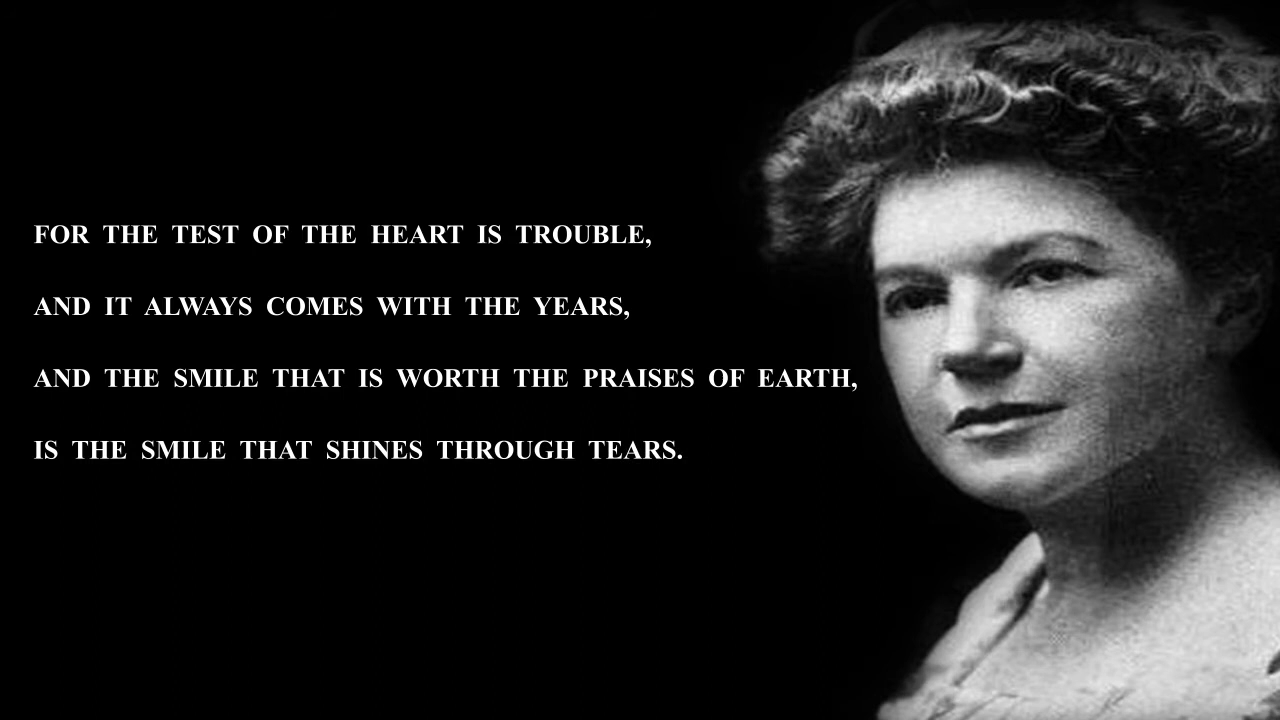 FOR THE TEST OF THE HEART IS TROUBLE,
AND IT ALWAYS COMES WITH THE YEARS,
AND THE SMILE THAT IS WORTH THE PRAISES OF EARTH,
IS THE SMILE THAT SHINES THROUGH TEARS.